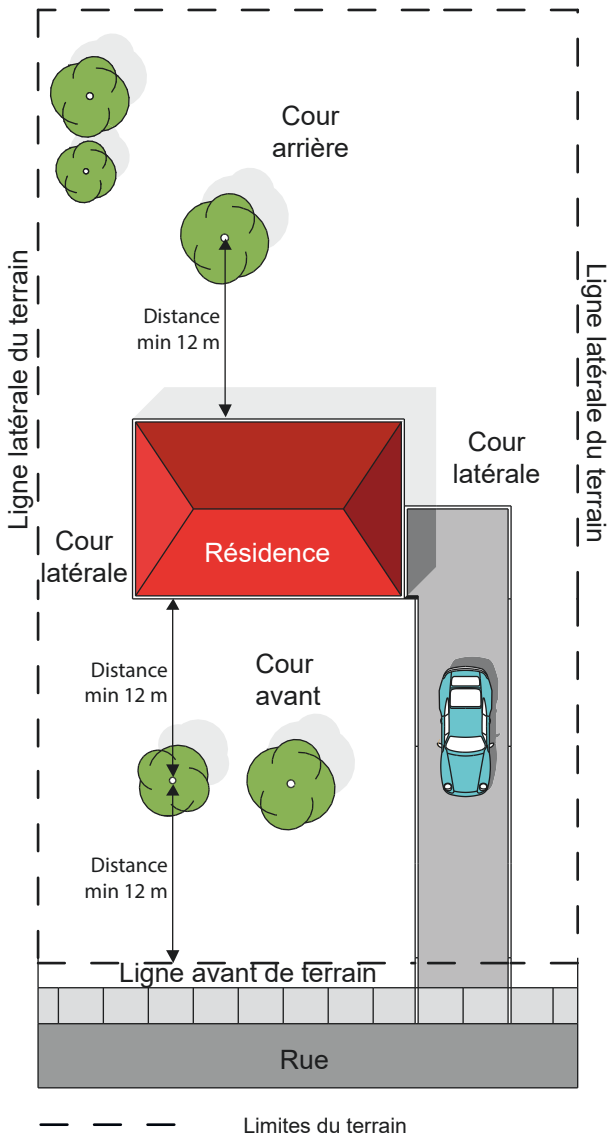 Cour
arrière
Ligne latérale du terrain
Ligne latérale du terrain
Distance
min 12 m
Cour
latérale
Cour
latérale
Résidence
Distance
min 12 m
Cour
avant
Distance
min 12 m
Ligne avant de terrain
Rue
Limites du terrain